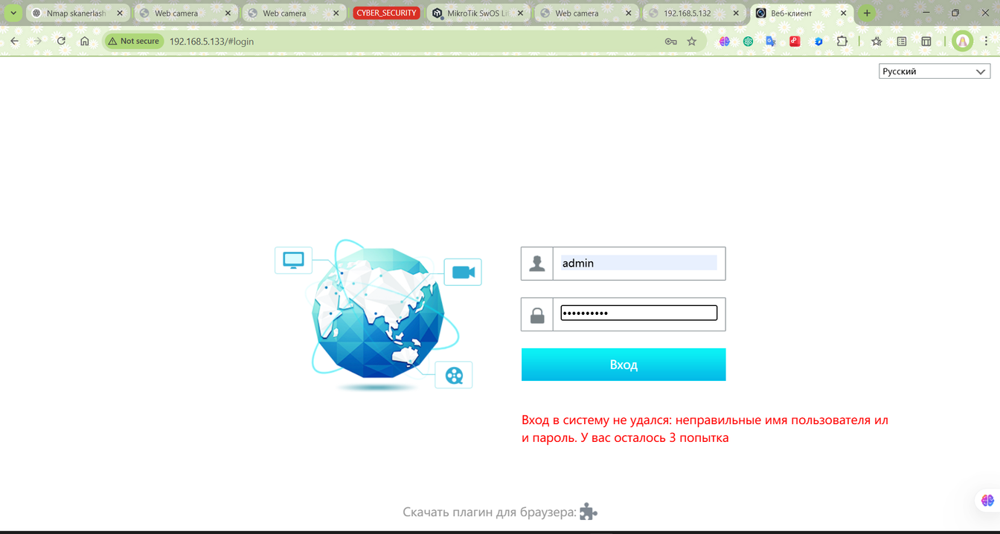 Nmap skanerlash
Web camera
Web camera
CYBER_SECURITY
MikroTik SwOS Li
Web camera
192.168.5.132
Веб-клиент
Not secure
192.168.5.133/#login
Русский
admin
Вход
Вход в систему не удался: неправильные имя пользователя ил
и пароль. У вас осталось 3 попытка
Скачать плагин для браузера: